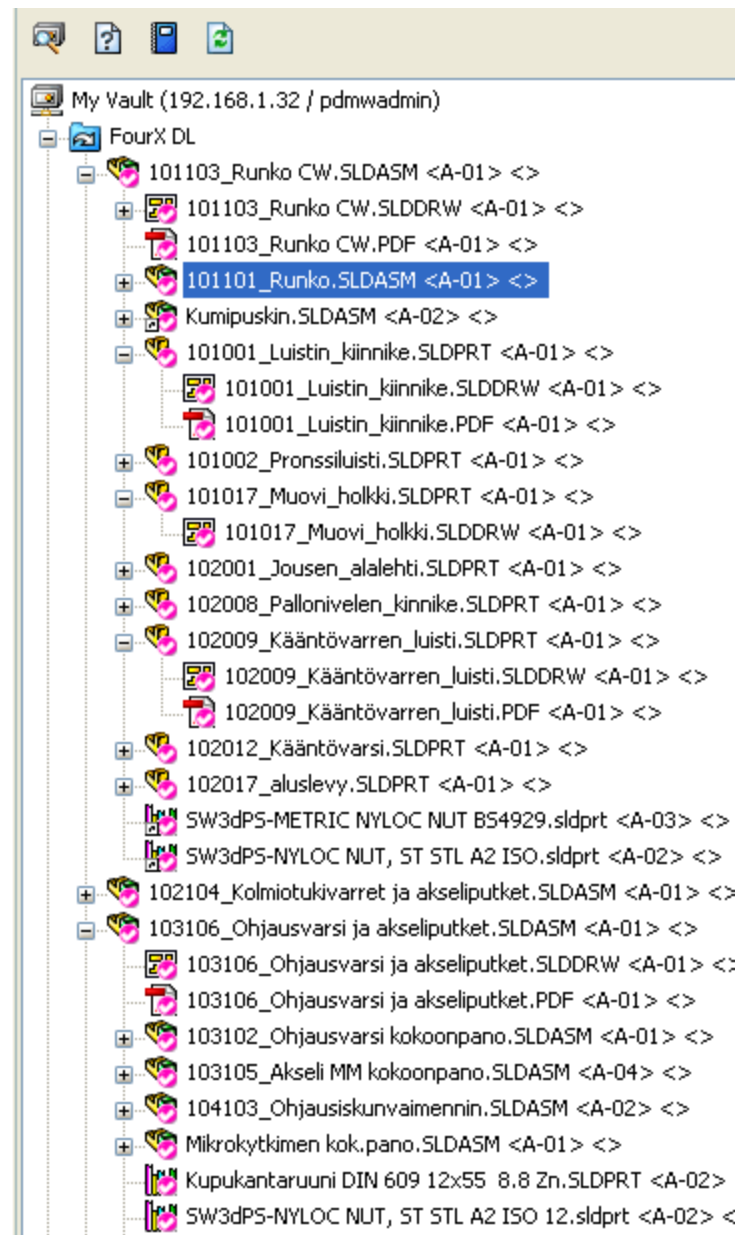 My Vault (192.168.1.32 / pdmwadmin)
FourX DL
101103_Runko CW.SLDASM <A-01> <>
101103_Runko CW.SLDDRW <A-01> <>
101103_Runko CW.PDF <A-01> <>
101101_Runko.SLDASM <A-01> <>
Kumipuskin.SLDASM <A-02> <>
101001_Luistin_kiinnike.SLDPRT <A-01> <>
101001_Luistin_kiinnike.SLDDRW <A-01> <>
101001_Luistin_kiinnike.PDF <A-01> <>
101002_Pronssiluisti.SLDPRT <A-01> <>
101017_Muovi_holkki.SLDPRT <A-01> <>
101017_Muovi_holkki.SLDDRW <A-01> <>
102001_Jousen_alalehti.SLDPRT <A-01> <>
102008_Pallonivelen_kinnike.SLDPRT <A-01> <>
102009_Kääntövarren_luisti.SLDPRT <A-01> <>
102009_Kääntövarren_luisti.SLDDRW <A-01> <>
102009_Kääntövarren_luisti.PDF <A-01> <>
102012_Kääntövarsi.SLDPRT <A-01> <>
102017_aluslevy.SLDPRT <A-01> <>
SW3dPS-METRIC NYLOC NUT BS4929.sldprt <A-03> <>
SW3dPS-NYLOC NUT, ST STL A2 ISO.sldprt <A-02> <>
102104_Kolmiotukivarret ja akseliputket.SLDASM <A-01> <>
103106_Ohjausvarsi ja akseliputket.SLDASM <A-01> <>
103106_Ohjausvarsi ja akseliputket.SLDDRW <A-01> <>
103106_Ohjausvarsi ja akseliputket.PDF <A-01> <>
103102_Ohjausvarsi kokoonpano.SLDASM <A-01> <>
103105_Akseli MM kokoonpano.SLDASM <A-04> <>
104103_Ohjausiskunvaimennin.SLDASM <A-02> <>
Mikrokytkimen kok.pano.SLDASM <A-01> <>
Kupukantaruuni DIN 609 12x55  8.8 Zn.SLDPRT <A-02>
SW3dPS-NYLOC NUT, ST STL A2 ISO 12.sldprt <A-02> <